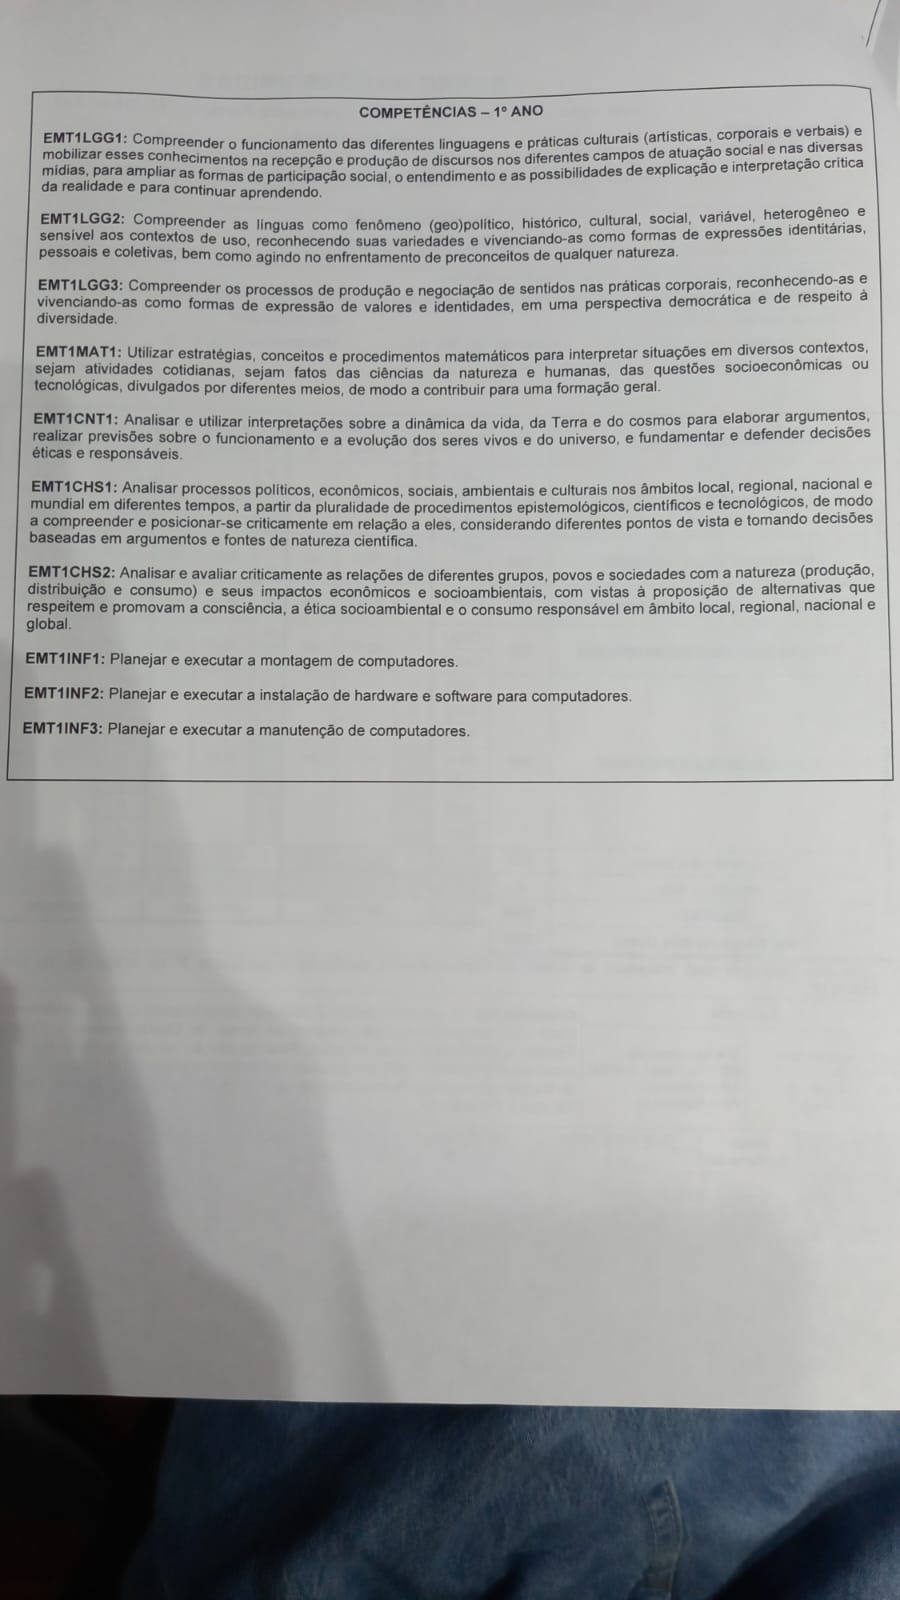 COMPETÊNCIAS – 1º ANO
EMT1LGG1: Compreender o funcionamento das diferentes linguagens e práticas culturais (artísticas, corporais e verbais) e
mobilizar esses conhecimentos na recepção e produção de discursos nos diferentes campos de atuação social e nas diversas
mídias, para ampliar as formas de participação social, o entendimento e as possibilidades de explicação e interpretação crítica
da realidade e para continuar aprendendo.
EMT1LGG2: Compreender as línguas como fenômeno (geo)político, histórico, cultural, social, variável, heterogêneo e
sensível aos contextos de uso, reconhecendo suas variedades e vivenciando-as como formas de expressões identitárias,
pessoais e coletivas, bem como agindo no enfrentamento de preconceitos de qualquer natureza.
EMT1LGG3: Compreender os processos de produção e negociação de sentidos nas práticas corporais, reconhecendo-as e
vivenciando-as como formas de expressão de valores e identidades, em uma perspectiva democrática e de respeito à
diversidade.
EMT1MAT1: Utilizar estratégias, conceitos e procedimentos matemáticos para interpretar situações em diversos contextos,
sejam atividades cotidianas, sejam fatos das ciências da natureza e humanas, das questões socioeconômicas ou
tecnológicas, divulgados por diferentes meios, de modo a contribuir para uma formação geral.
EMT1CNT1: Analisar e utilizar interpretações sobre a dinâmica da vida, da Terra e do cosmos para elaborar argumentos,
realizar previsões sobre o funcionamento e a evolução dos seres vivos e do universo, e fundamentar e defender decisões
éticas e responsáveis.
EMT1CHS1: Analisar processos políticos, econômicos, sociais, ambientais e culturais nos âmbitos local, regional, nacional e
mundial em diferentes tempos, a partir da pluralidade de procedimentos epistemológicos, científicos e tecnológicos, de modo
a compreender e posicionar-se criticamente em relação a eles, considerando diferentes pontos de vista e tomando decisões
baseadas em argumentos e fontes de natureza científica.
EMT1CHS2: Analisar e avaliar criticamente as relações de diferentes grupos, povos e sociedades com a natureza (produção,
distribuição e consumo) e seus impactos econômicos e socioambientais, com vistas à proposição de alternativas que
respeitem e promovam a consciência, a ética socioambiental e o consumo responsável em âmbito local, regional, nacional e
global.
EMT1INF1: Planejar e executar a montagem de computadores.
EMT1INF2: Planejar e executar a instalação de hardware e software para computadores.
EMT1INF3: Planejar e executar a manutenção de computadores.